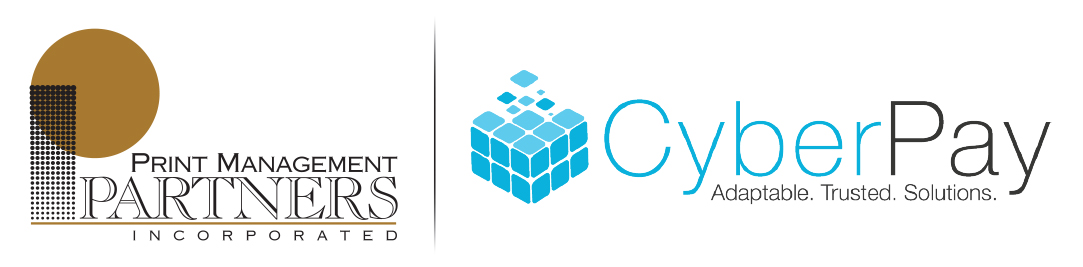 PRINT MANAGEMENT
PARTNERS
INCORPORATED
CyberPay
Adaptable. Trusted. Solutions.